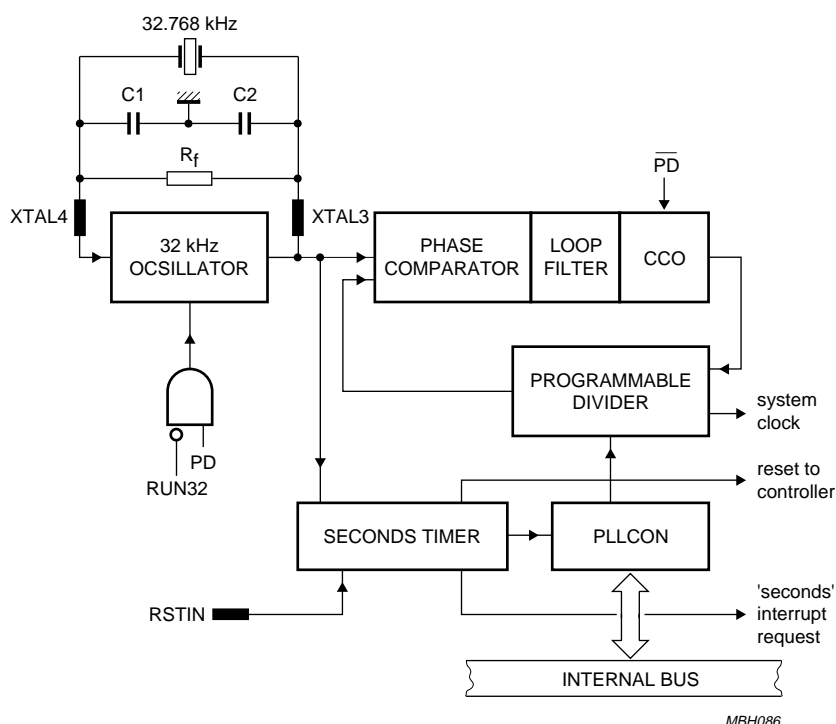 32.768 kHz
C1
C2
Rf
PD
XTAL4
XTAL3
32 kHz
OCSILLATOR
PHASE
COMPARATOR
LOOP
FILTER
CCO
PROGRAMMABLE
DIVIDER
system
clock
PD
RUN32
reset to
controller
SECONDS TIMER
PLLCON
RSTIN
'seconds'
interrupt
request
INTERNAL BUS
MBH086